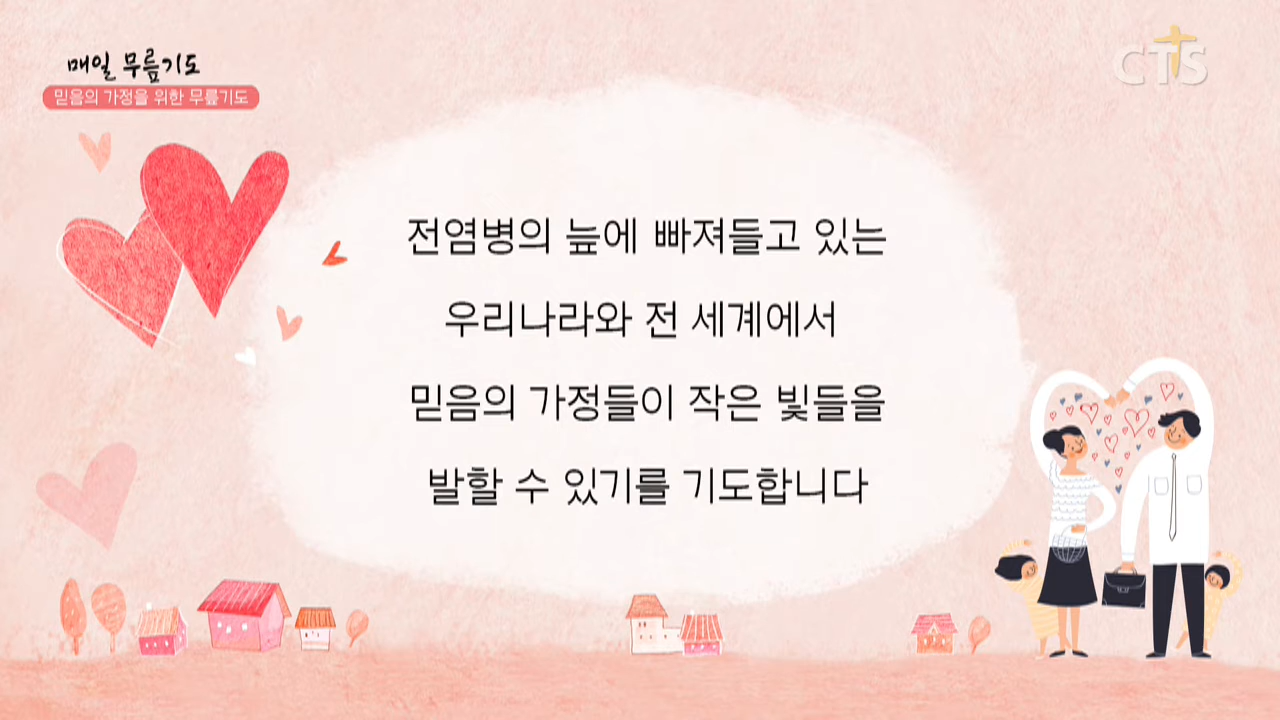 매일 무릎기도
믿음의 가정을 위한 무릎기도
CTS
전염병의 늪에 빠져들고 있는
우리나라와 전 세계에서
믿음의 가정들이 작은 빛들을
발할 수 있기를 기도합니다